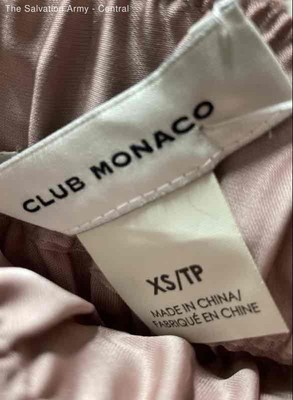 The Salvation Army - Central
CLUB MONACO
XS/TP
MADE IN CHINA/
FABRIQUÉ EN CHINE